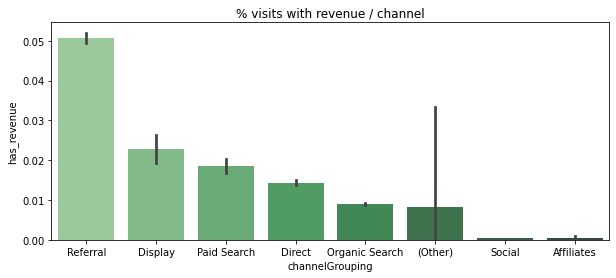 % visits with revenue / channel
has_revenue
0.05
0.04
0.03
0.02
0.01
0.00
Referral Display Paid Search Direct Organic Search (Other) Social Affiliates
channelGrouping